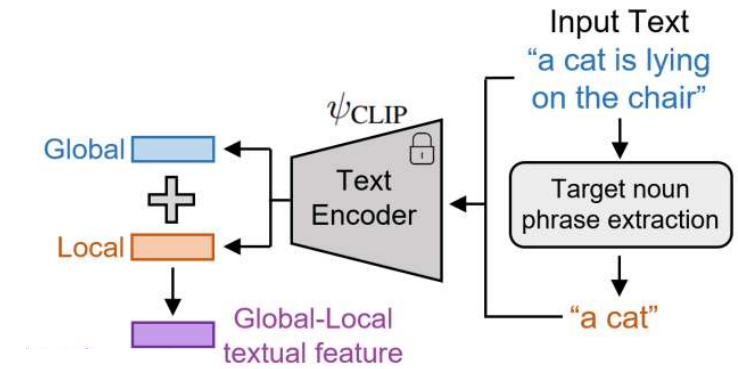 Input Text
“a cat is lying
on the chair”
Target noun
phrase extraction
“a cat”
ψCLIP
Text
Encoder
Global
Local
Global-Local
textual feature